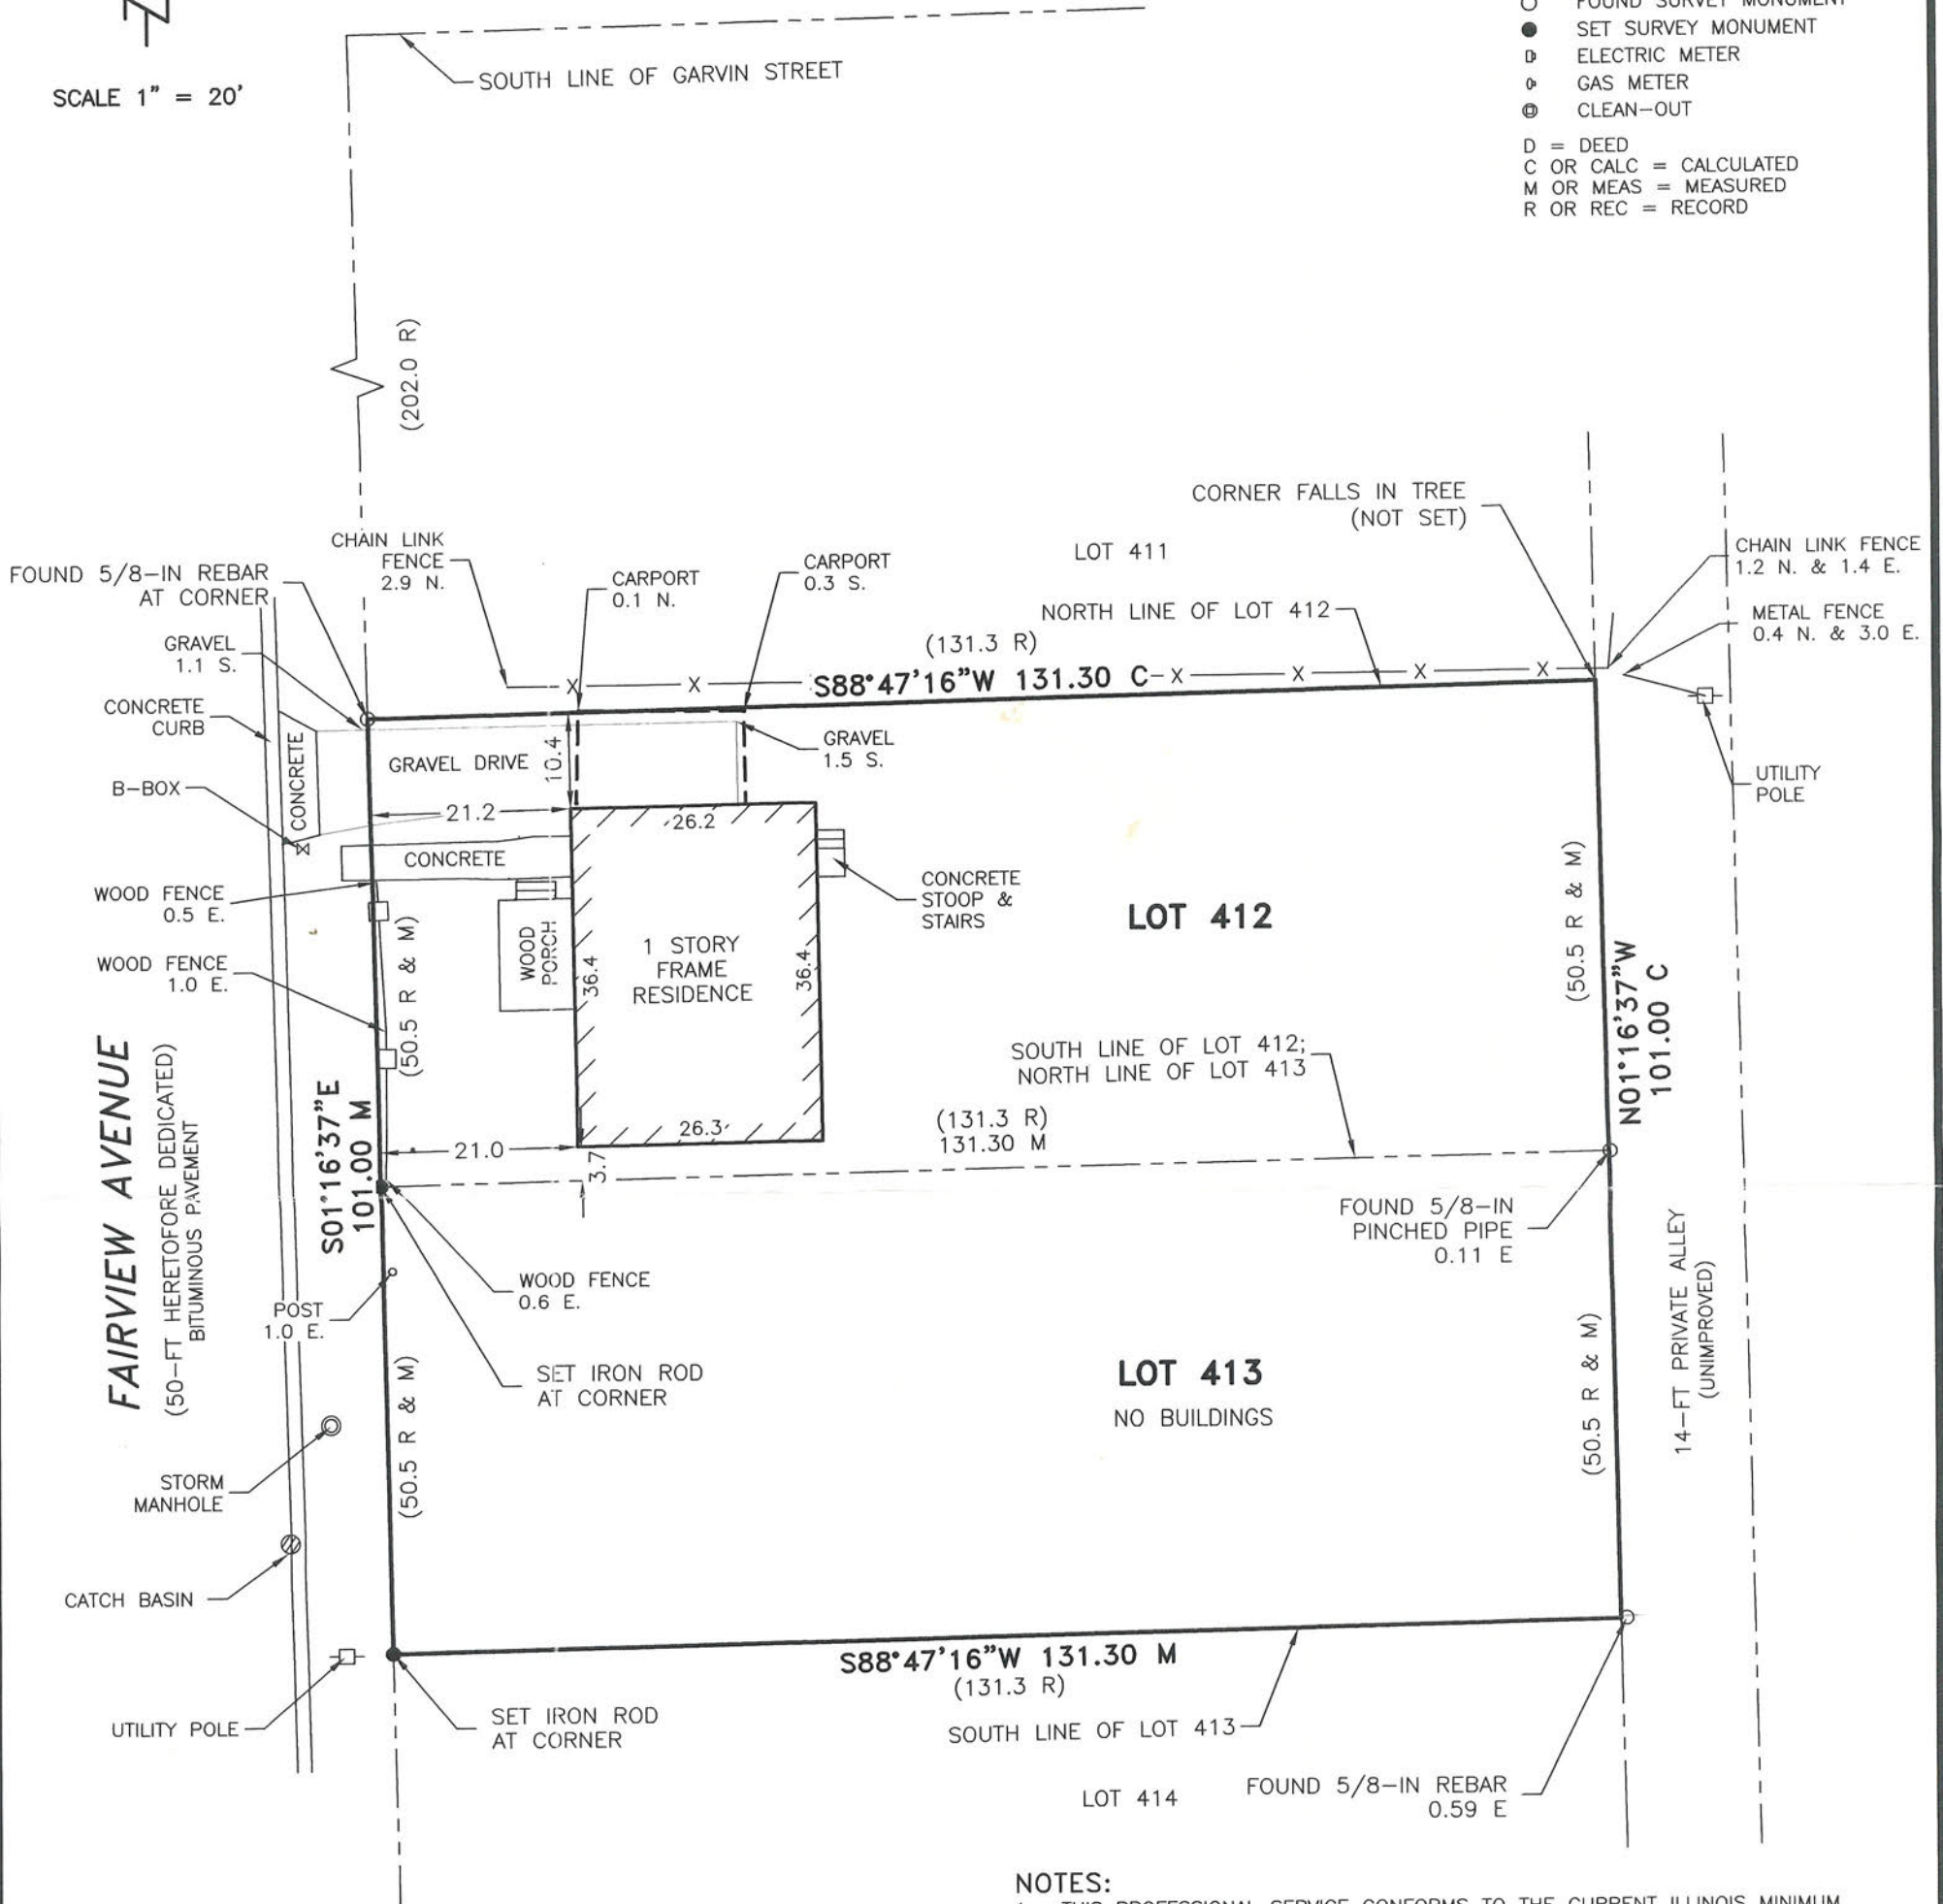 SCALE 1" = 20'
SOUTH LINE OF GARVIN STREET
FOUND SURVEY MONUMENT
SET SURVEY MONUMENT
ELECTRIC METER
GAS METER
CLEAN-OUT
D = DEED
C OR CALC = CALCULATED
M OR MEAS = MEASURED
R OR REC = RECORD
(202.0 R)
CORNER FALLS IN TREE
(NOT SET)
CHAIN LINK
FENCE
2.9 N.
LOT 411
CHAIN LINK FENCE
1.2 N. & 1.4 E.
FOUND 5/8-IN REBAR
AT CORNER
CARPORT
0.1 N.
CARPORT
0.3 S.
NORTH LINE OF LOT 412
METAL FENCE
0.4 N. & 3.0 E.
GRAVEL
1.1 S.
(131.3 R)
S88°47'16"W 131.30 C
X X X X X X
CONCRETE
CURB
CONCRETE
GRAVEL DRIVE
10.4
GRAVEL
1.5 S.
UTILITY
POLE
B-BOX
21.2
26.2
CONCRETE
CONCRETE
STOOP &
STAIRS
LOT 412
(50.5 R & M)
WOOD FENCE
0.5 E.
WOOD
PORCH
36.4
1 STORY
FRAME
RESIDENCE
36.4
(50.5 R & M)
WOOD FENCE
1.0 E.
N01°16'37"W
101.00 C
FAIRVIEW AVENUE
(50-FT HERETOFORE DEDICATED)
BITUMINOUS PAVEMENT
S01°16'37"E
101.00 M
SOUTH LINE OF LOT 412;
NORTH LINE OF LOT 413
(131.3 R)
131.30 M
26.3
21.0
3.7
FOUND 5/8-IN
PINCHED PIPE
0.11 E
WOOD FENCE
0.6 E.
POST
1.0 E.
14-FT PRIVATE ALLEY
(UNIMPROVED)
SET IRON ROD
AT CORNER
LOT 413
NO BUILDINGS
(50.5 R & M)
(50.5 R & M)
STORM
MANHOLE
CATCH BASIN
S88°47'16"W 131.30 M
(131.3 R)
UTILITY POLE
SET IRON ROD
AT CORNER
SOUTH LINE OF LOT 413
LOT 414
FOUND 5/8-IN REBAR
0.59 E
NOTES:
THIS PROFESSIONAL SERVICE CONFORMS TO THE CURRENT ILLINOIS MINIMUM